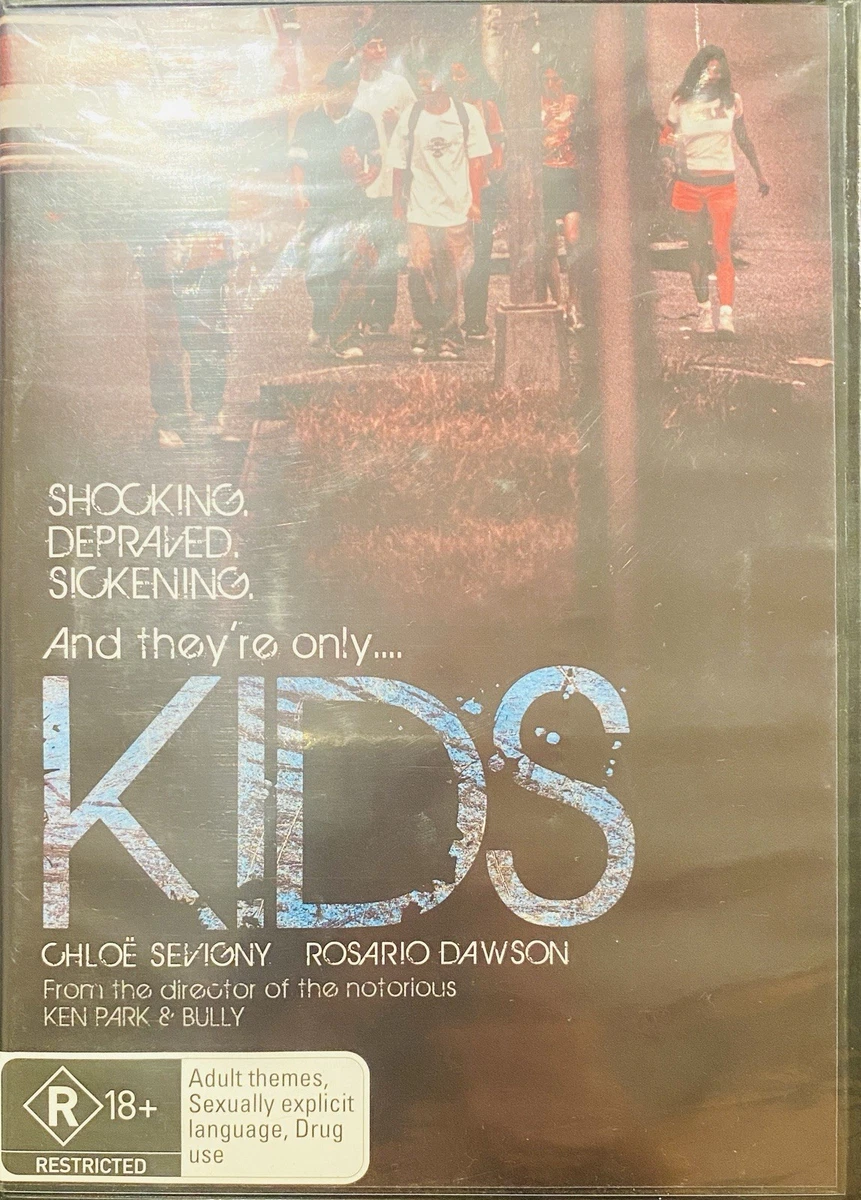 SHOCKING.
DEPRAVED.
SICKENING.
And they're only....
KIDS
CHLOË SEVIGNY ROSARIO DAWSON
From the director of the notorious
KEN PARK & BULLY
R 18+
RESTRICTED
Adult themes,
Sexually explicit
language, Drug
use